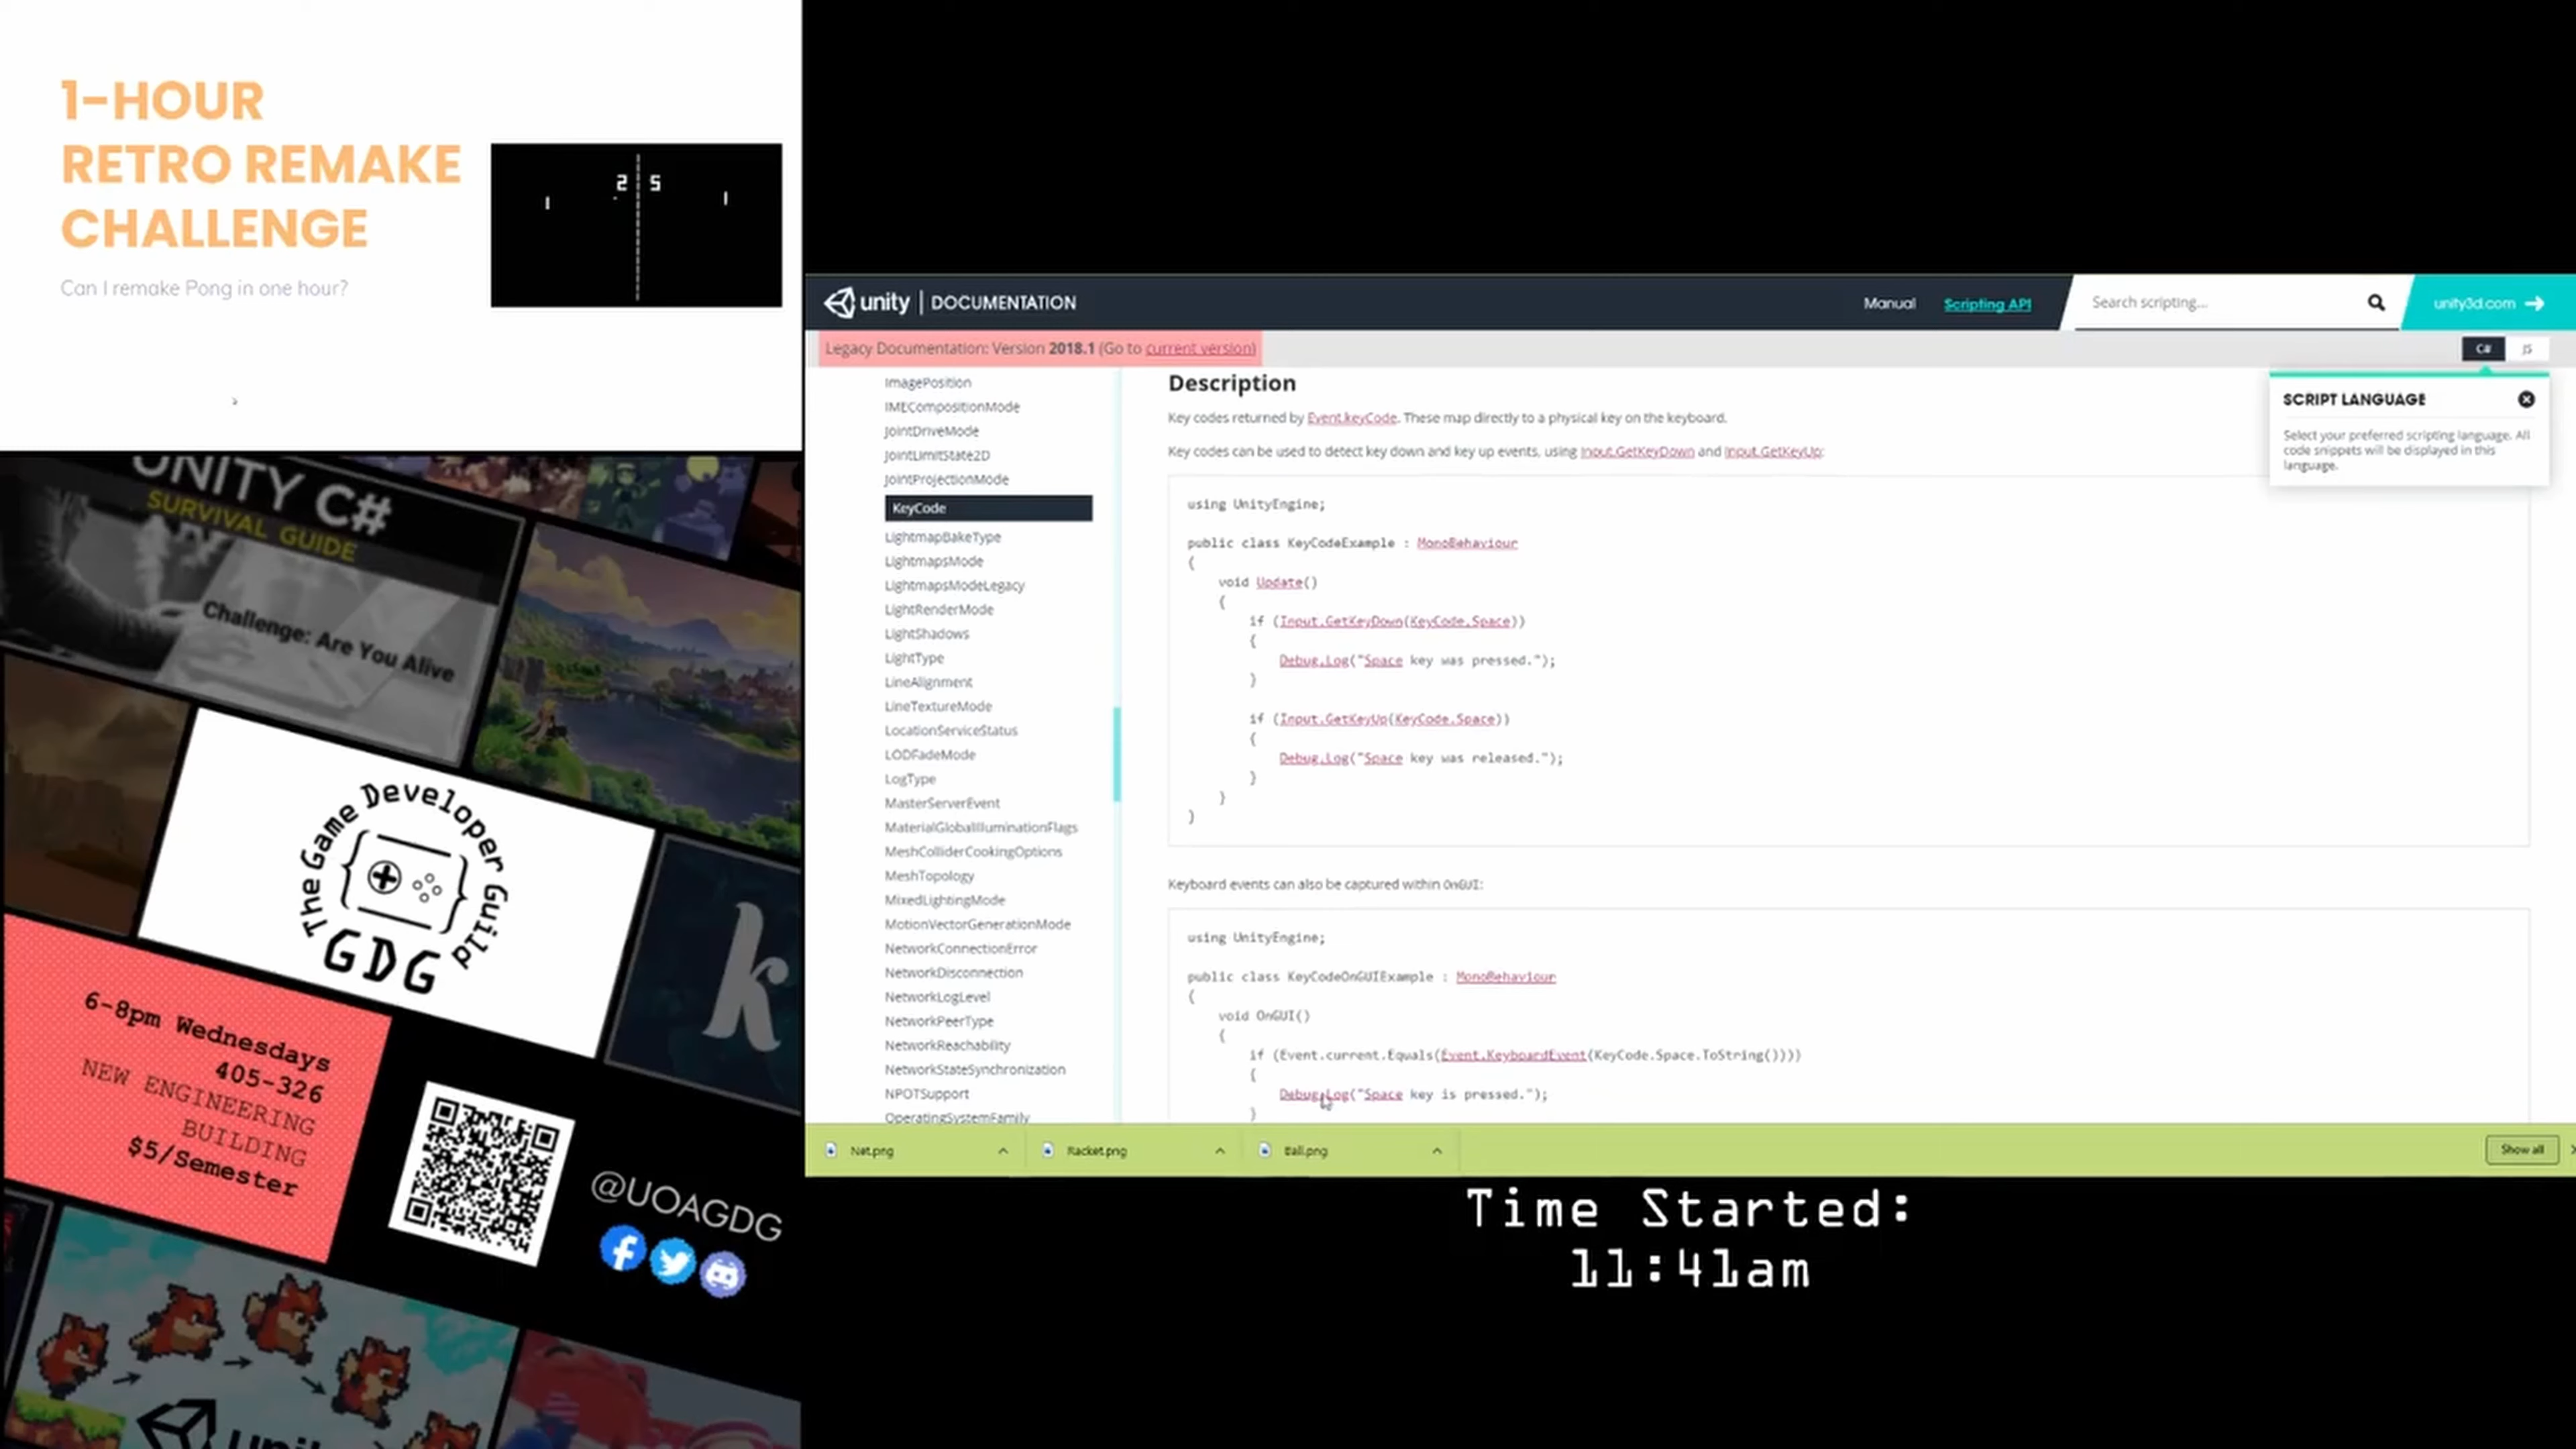 1-HOUR
RETRO REMAKE
CHALLENGE
Can I remake Pong in one hour?
2 5
UNITY C#
SURVIVAL GUIDE
Challenge: Are You Alive
The Game Developer Guild
GDG
k
6-8pm Wednesdays
405-326
NEW ENGINEERING
BUILDING
$5/Semester
@UOAGDG
unity | DOCUMENTATION
Manual
Scripting API
Search scripting...
unity3d.com
Legacy Documentation: Version 2018.1 (Go to current version)
C#
JS
SCRIPT LANGUAGE
Select your preferred scripting language. All
code snippets will be displayed in this
language.
ImagePosition
IMECompositionMode
JointDriveMode
JointLimitState2D
JointProjectionMode
KeyCode
LightmapBakeType
LightmapsMode
LightmapsModeLegacy
LightRenderMode
LightShadows
LightType
LineAlignment
LineTextureMode
LocationServiceStatus
LODFadeMode
LogType
MasterServerEvent
MaterialGlobalIlluminationFlags
MeshColliderCookingOptions
MeshTopology
MixedLightingMode
MotionVectorGenerationMode
NetworkConnectionError
NetworkDisconnection
NetworkLogLevel
NetworkPeerType
NetworkReachability
NetworkStateSynchronization
NPOTSupport
OperatingSystemFamily
Description
Key codes returned by Event.keyCode. These map directly to a physical key on the keyboard.
Key codes can be used to detect key down and key up events, using Input.GetKeyDown and Input.GetKeyUp:
using UnityEngine;
public class KeyCodeExample : MonoBehaviour
{
void Update()
{
if (Input.GetKeyDown(KeyCode.Space))
{
Debug.Log("Space key was pressed.");
}
if (Input.GetKeyUp(KeyCode.Space))
{
Debug.Log("Space key was released.");
}
}
}
Keyboard events can also be captured within OnGUI:
using UnityEngine;
public class KeyCodeOnGUIExample : MonoBehaviour
{
void OnGUI()
{
if (Event.current.Equals(Event.KeyboardEvent(KeyCode.Space.ToString())))
{
Debug.Log("Space key is pressed.");
}
Net.png
Racket.png
Ball.png
Show all
Time Started:
11:41am